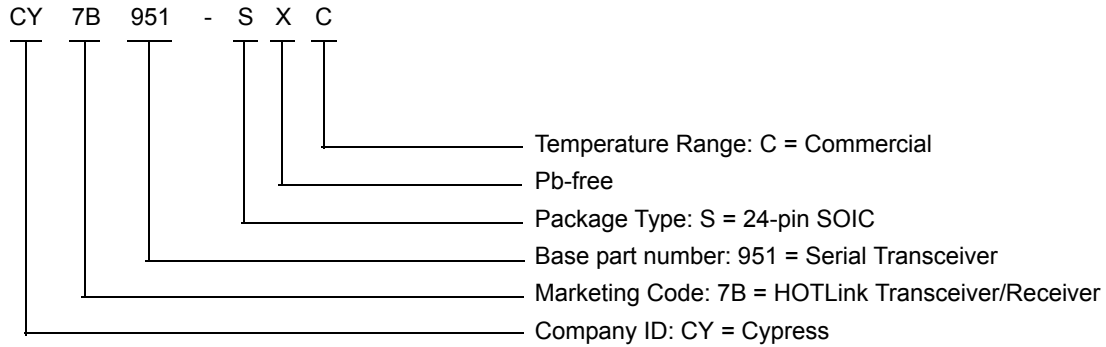 CY 7B 951 - S X C
Temperature Range: C = Commercial
Pb-free
Package Type: S = 24-pin SOIC
Base part number: 951 = Serial Transceiver
Marketing Code: 7B = HOTLink Transceiver/Receiver
Company ID: CY = Cypress